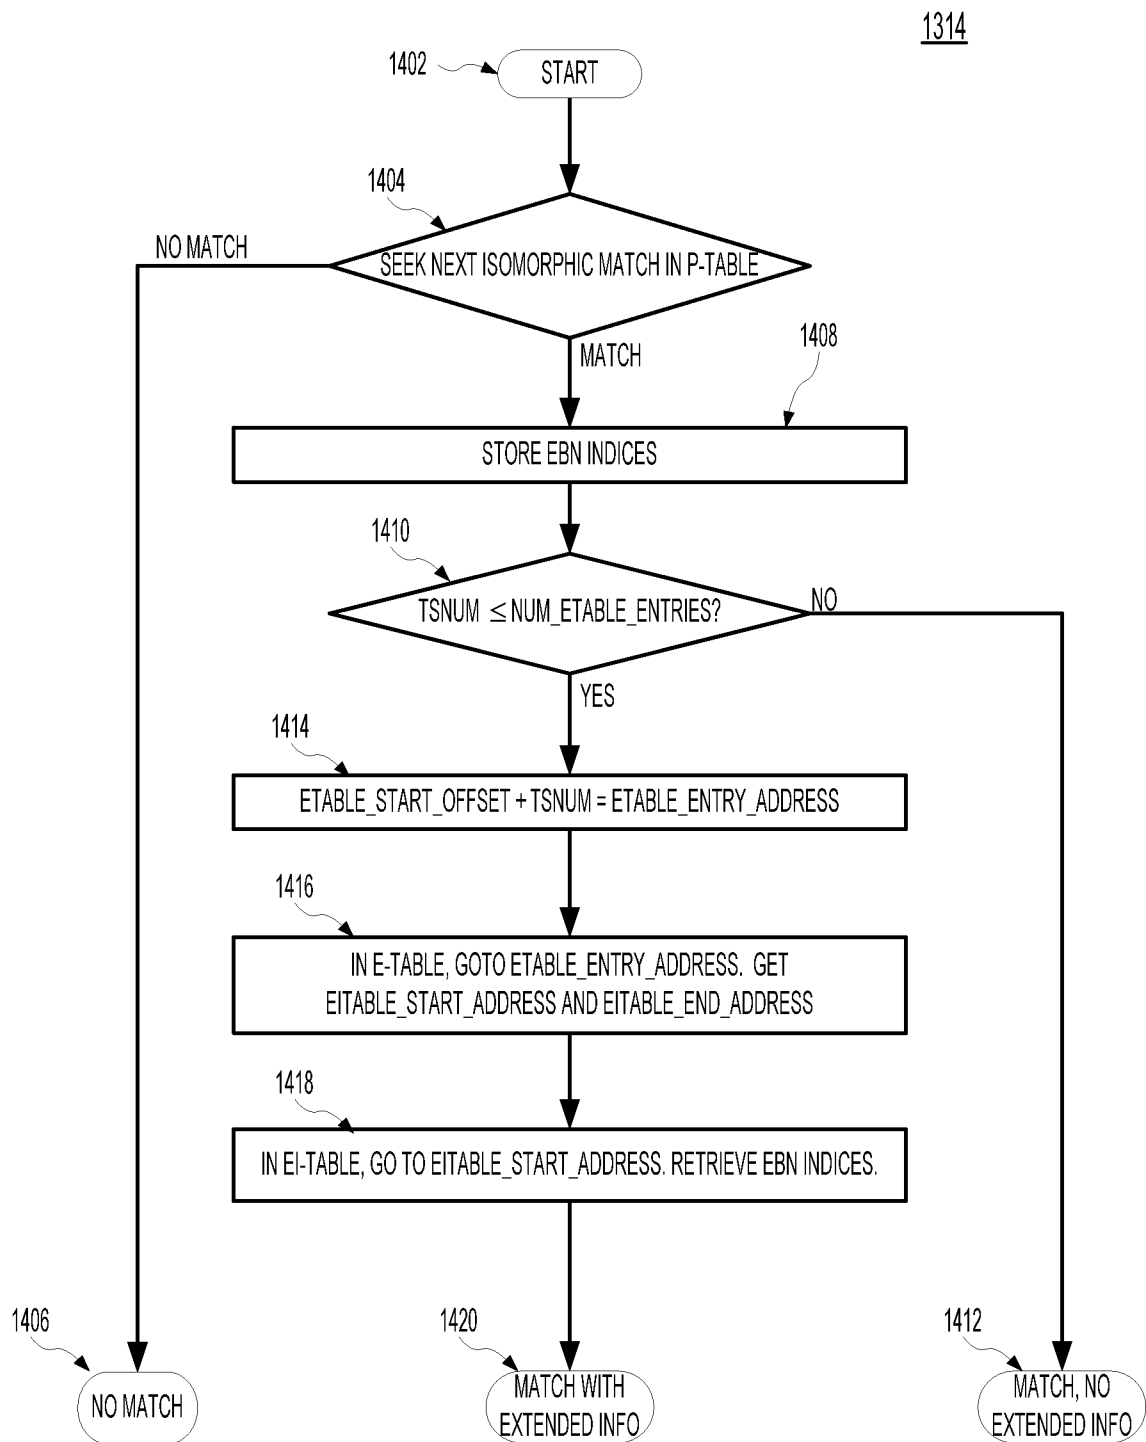 1314
1402
START
1404
NO MATCH
SEEK NEXT ISOMORPHIC MATCH IN P-TABLE
1408
MATCH
STORE EBN INDICES
1410
TSNUM ≤ NUM_ETABLE_ENTRIES?
NO
YES
1414
ETABLE_START_OFFSET + TSNUM = ETABLE_ENTRY_ADDRESS
1416
IN E-TABLE, GOTO ETABLE_ENTRY_ADDRESS. GET
EITABLE_START_ADDRESS AND EITABLE_END_ADDRESS
1418
IN EI-TABLE, GO TO EITABLE_START_ADDRESS. RETRIEVE EBN INDICES.
1406
NO MATCH
1420
MATCH WITH
EXTENDED INFO
1412
MATCH, NO
EXTENDED INFO